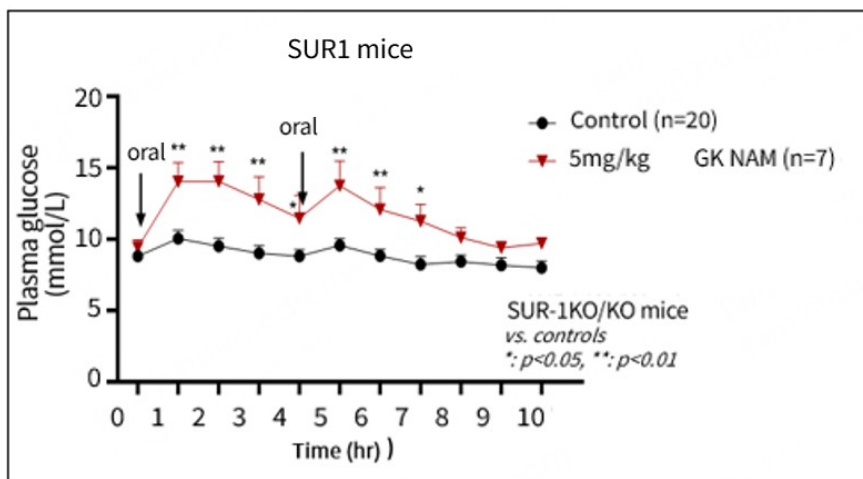 SUR1 mice
Plasma glucose
(mmol/L)
20
15
10
5
0
oral
oral
**
**
**
*
**
**
*
Control (n=20)
5mg/kg GK NAM (n=7)
SUR-1KO/KO mice
vs. controls
*: p<0.05, **: p<0.01
0 1 2 3 4 5 6 7 8 9 10
Time (hr) )